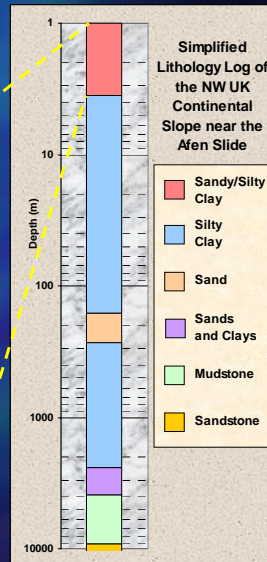 1
10
100
1000
10000
Depth (m)
Simplified
Lithology Log of
the NW UK
Continental
Slope near the
Afen Slide
Sandy/Silty
Clay
Silty
Clay
Sand
Sands
and Clays
Mudstone
Sandstone